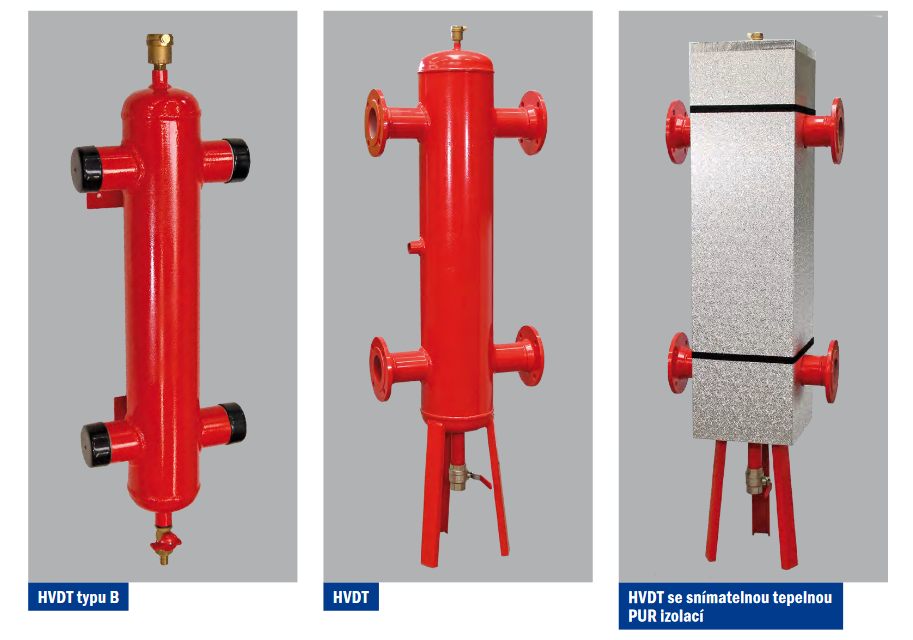 HVDT typu B
HVDT
HVDT se snímatelnou tepelnou
PUR izolací